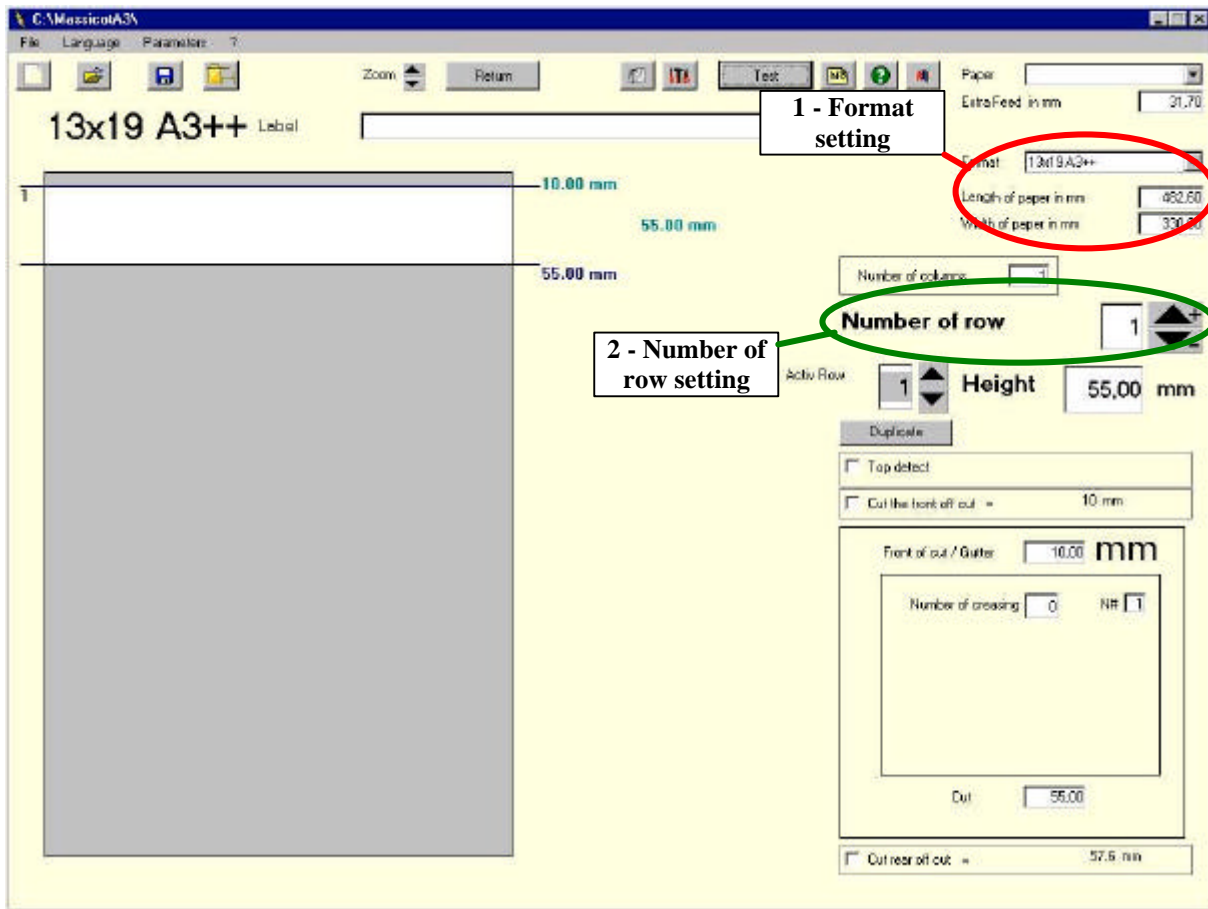 C:\MassicotA3\
File Language Parameters ?
Zoom Return Test Paper
ExtraFeed in mm 31,70
1 - Format
setting
13x19 A3++ Label
Format 13x19 A3++
Length of paper in mm 482,60
Width of paper in mm
1
10.00 mm
55.00 mm
55.00 mm
Number of columns 1
Number of row 1 + -
2 - Number of
row setting
Activ Row 1 Height 55,00 mm
Duplicate
Top detect
Cut the front off cut = 10 mm
Front of cut / Gutter 10,00 mm
Number of creasing 0 N# 1
Cut 55,00
Cut rear off cut = 57.6 mm